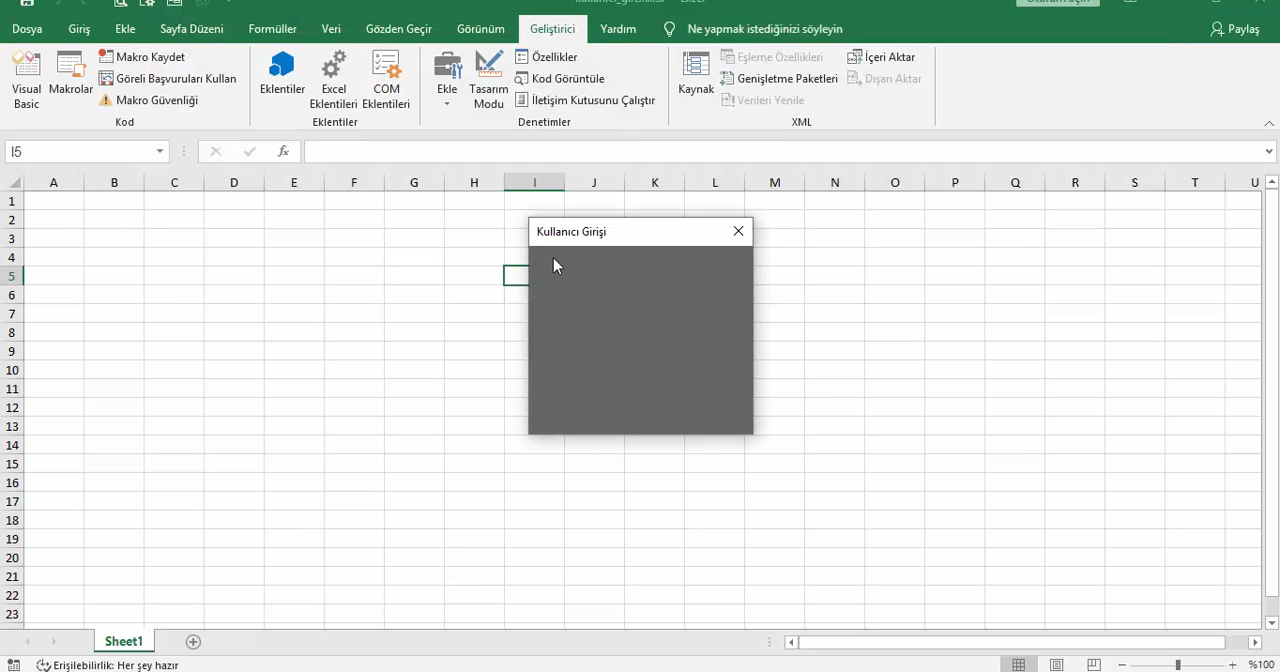 Dosya Giriş Ekle Sayfa Düzeni Formüller Veri Gözden Geçir Görünüm Geliştirici Yardım Ne yapmak istediğinizi söyleyin Paylaş
Visual Basic
Makrolar
Makro Kaydet
Göreli Başvuruları Kullan
Makro Güvenliği
Kod
Eklentiler
Excel Eklentileri
COM Eklentileri
Eklentiler
Ekle
Tasarım Modu
Özellikler
Kod Görüntüle
İletişim Kutusunu Çalıştır
Denetimler
Kaynak
Eşleme Özellikleri
Genişletme Paketleri
Verileri Yenile
İçeri Aktar
Dışarı Aktar
XML
I5
fx
A B C D E F G H I J K L M N O P Q R S T U
1
2
3
4
5
6
7
8
9
10
11
12
13
14
15
16
17
18
19
20
21
22
23
Kullanıcı Girişi
Sheet1
Erişilebilirlik: Her şey hazır
%100